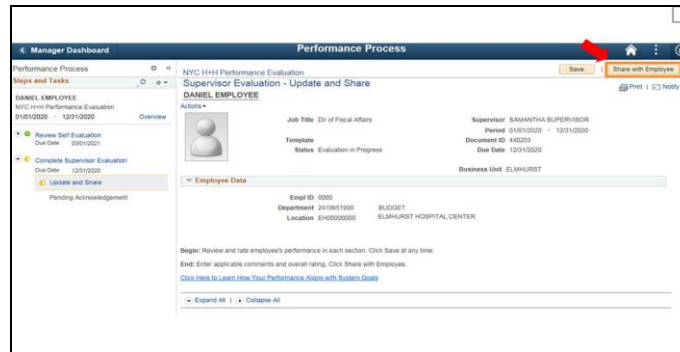 Manager Dashboard
Performance Process
Performance Process
Steps and Tasks
DANIEL EMPLOYEE
NYC H+H Performance Evaluation
01/01/2020 - 12/31/2020 Overview
Review Self Evaluation
Due Date 03/01/2021
Complete Supervisor Evaluation
Due Date 12/31/2020
Update and Share
Pending Acknowledgement
NYC H+H Performance Evaluation
Save | Share with Employee
Supervisor Evaluation - Update and Share
Print | Notify
DANIEL EMPLOYEE
Actions
Job Title Dir of Fiscal Affairs Supervisor SAMANTHA SUPERVISOR
Period 01/01/2020 - 12/31/2020
Template Document ID 440203
Status Evaluation in Progress Due Date 12/31/2020
Business Unit ELMHURST
Employee Data
Empl ID 0000
Department 2410651900 BUDGET
Location EH00000000 ELMHURST HOSPITAL CENTER
Begin: Review and rate employee's performance in each section. Click Save at any time.
End: Enter applicable comments and overall rating. Click Share with Employee.
Click Here to Learn How Your Performance Aligns with System Goals
Expand All | Collapse All